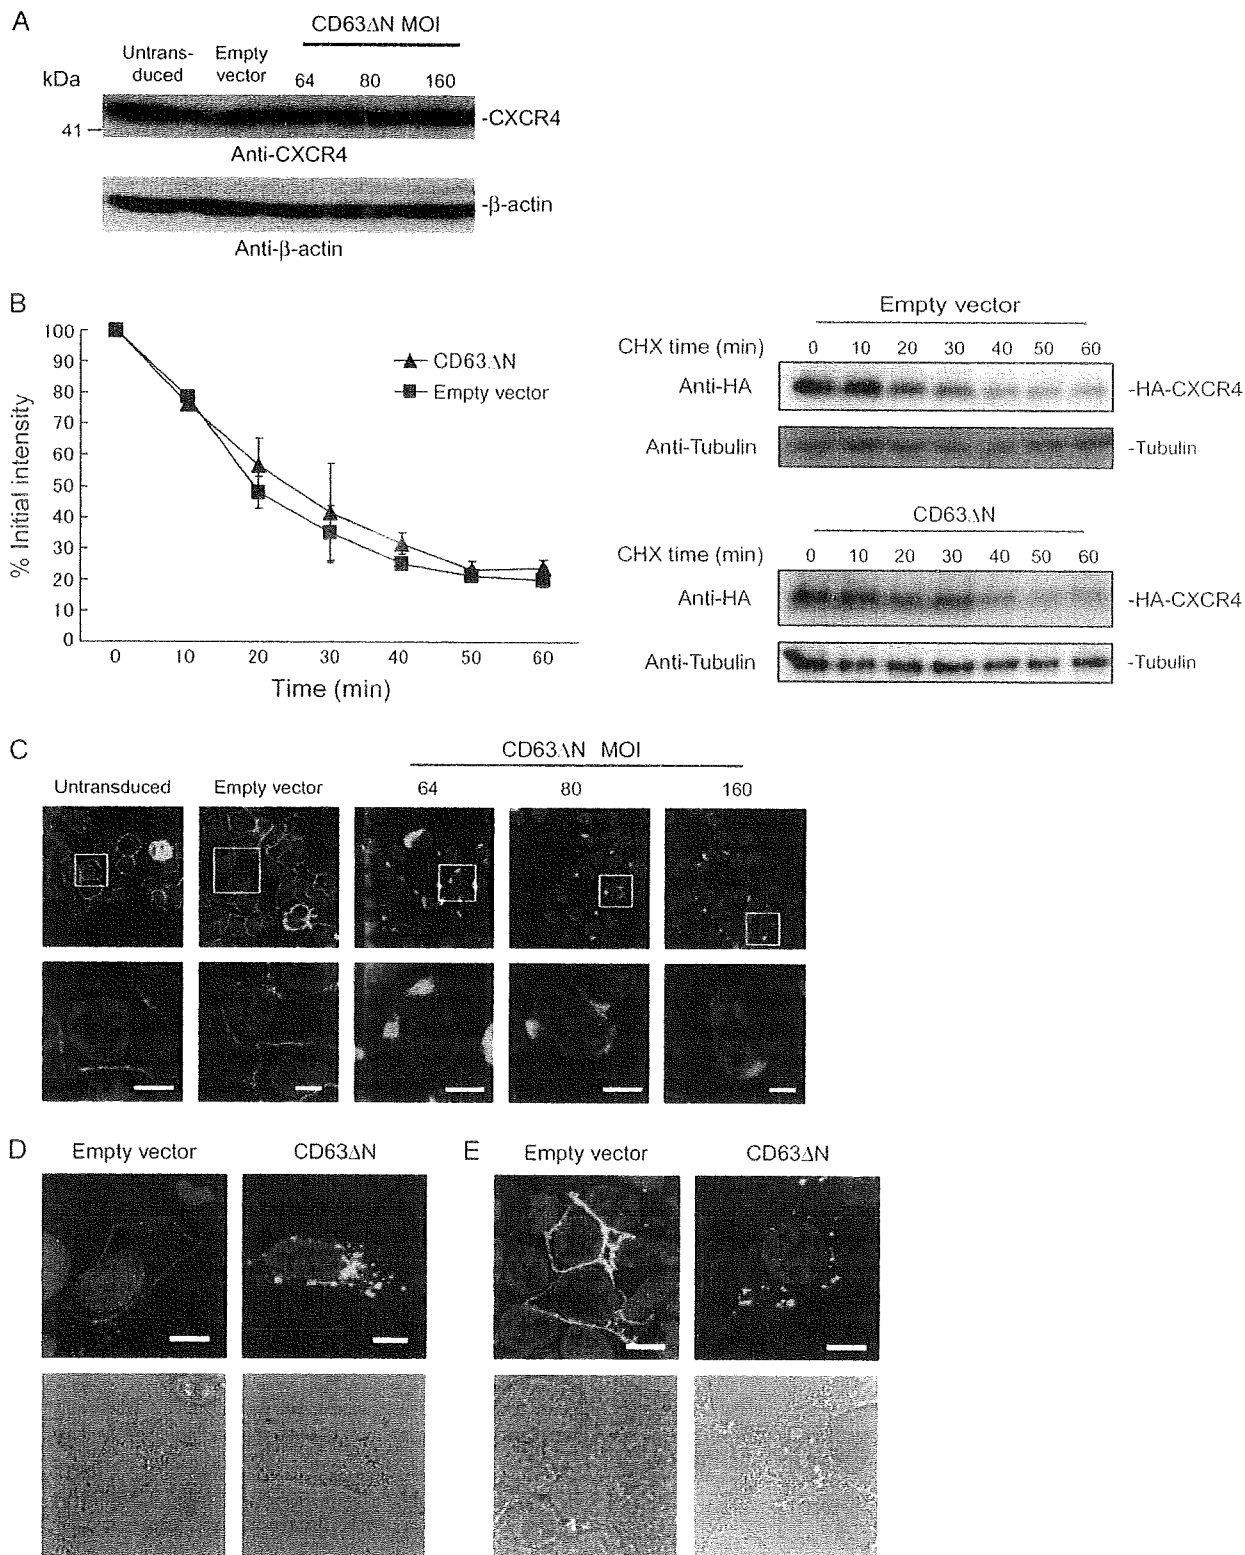 A
CD63ΔN MOI
Untrans-
duced
Empty
vector
kDa
64 80 160
-CXCR4
41
Anti-CXCR4
-β-actin
Anti-β-actin
B
100
90
80
70
60
50
40
30
20
10
0
% Initial intensity
CD63ΔN
Empty vector
0 10 20 30 40 50 60
Time (min)
Empty vector
CHX time (min) 0 10 20 30 40 50 60
Anti-HA -HA-CXCR4
Anti-Tubulin -Tubulin
CD63ΔN
CHX time (min) 0 10 20 30 40 50 60
Anti-HA -HA-CXCR4
Anti-Tubulin -Tubulin
C
CD63ΔN MOI
Untransduced Empty vector 64 80 160
D Empty vector CD63ΔN
E Empty vector CD63ΔN